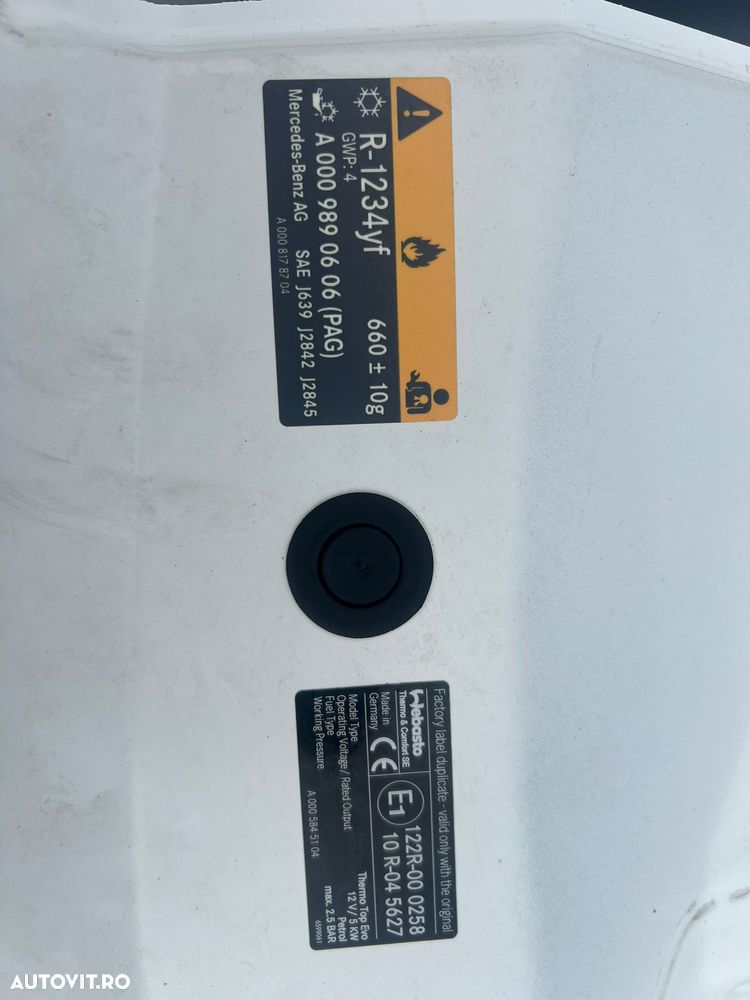 R-1234yf 660 ± 10g
GWP: 4
A 000 989 06 06 (PAG)
Mercedes-Benz AG SAE J639 J2842 J2845
A 000 817 87 04
Factory label duplicate - valid only with the original
Webasto
Thermo & Comfort SE
Made in
Germany
CE
E1
122R-00 0258
10 R-04 5627
Model Type Thermo Top Evo
Operating Voltage/ Rated Output 12 V/ 5 KW
Fuel Type Petrol
Working Pressure max. 2.5 BAR
A 000 584 51 04
6599061
AUTOVIT.RO